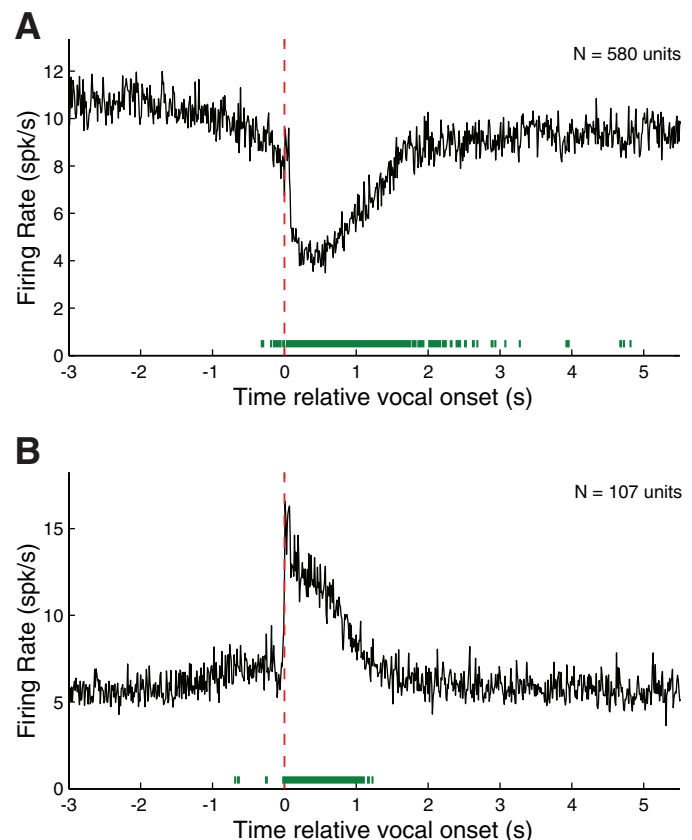 A
N = 580 units
Firing Rate (spk/s)
12
10
8
6
4
2
0
-3 -2 -1 0 1 2 3 4 5
Time relative vocal onset (s)
B
N = 107 units
Firing Rate (spk/s)
15
10
5
0
-3 -2 -1 0 1 2 3 4 5
Time relative vocal onset (s)